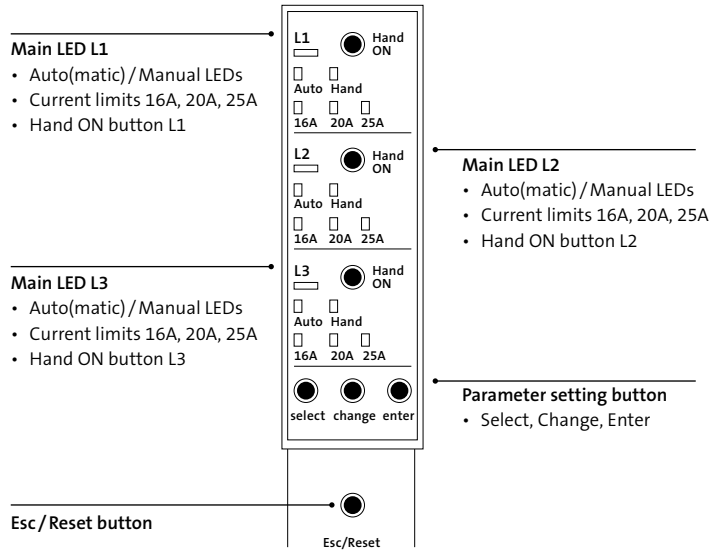 Main LED L1
• Auto(matic) / Manual LEDs
• Current limits 16A, 20A, 25A
• Hand ON button L1
Main LED L3
• Auto(matic) / Manual LEDs
• Current limits 16A, 20A, 25A
• Hand ON button L3
Esc / Reset button
L1 Hand
ON
Auto Hand
16A 20A 25A
L2 Hand
ON
Auto Hand
16A 20A 25A
L3 Hand
ON
Auto Hand
16A 20A 25A
select change enter
Esc/Reset
Main LED L2
• Auto(matic) / Manual LEDs
• Current limits 16A, 20A, 25A
• Hand ON button L2
Parameter setting button
• Select, Change, Enter